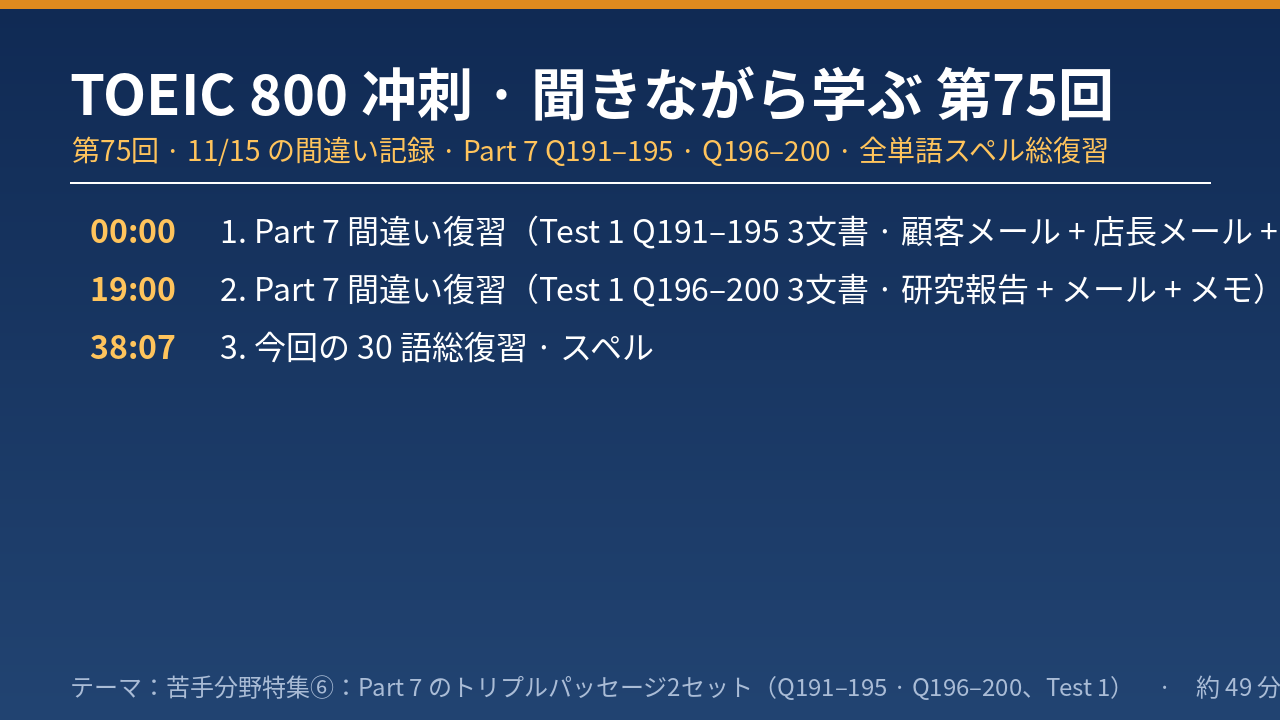 TOEIC 800 冲刺 · 聞きながら学ぶ 第75回
第75回 · 11/15 の間違い記録 · Part 7 Q191–195 · Q196–200 · 全単語スペル総復習
00:00 1. Part 7 間違い復習（Test 1 Q191–195 3文書 · 顧客メール + 店長メール +
19:00 2. Part 7 間違い復習（Test 1 Q196–200 3文書 · 研究報告 + メール + メモ）
38:07 3. 今回の 30 語総復習 · スペル
テーマ：苦手分野特集⑥：Part 7 のトリプルパッセージ2セット（Q191–195 · Q196–200、Test 1） · 約 49 分